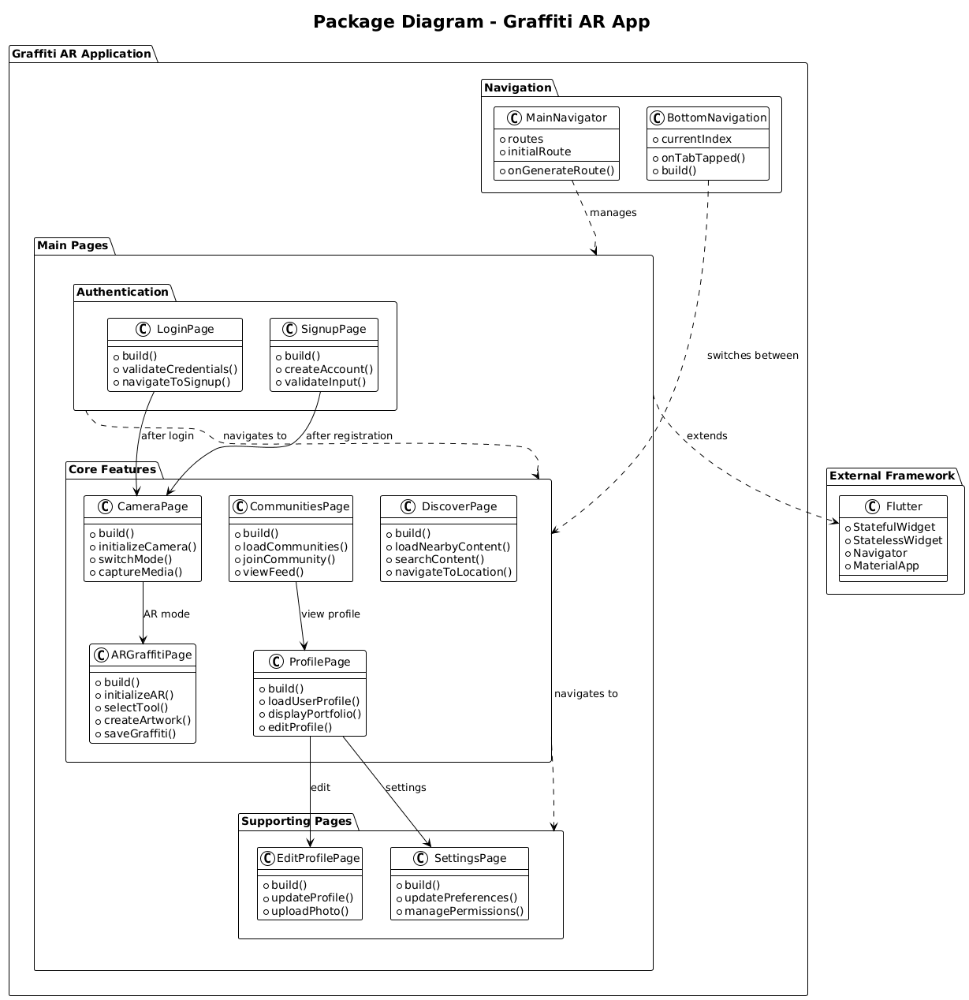 Package Diagram - Graffiti AR App
Graffiti AR Application
Navigation
C MainNavigator
routes
initialRoute
onGenerateRoute()
C BottomNavigation
currentIndex
onTabTapped()
build()
manages
Main Pages
Authentication
C LoginPage
build()
validateCredentials()
navigateToSignup()
C SignupPage
build()
createAccount()
validateInput()
switches between
after login
navigates to
after registration
extends
Core Features
C CameraPage
build()
initializeCamera()
switchMode()
captureMedia()
C CommunitiesPage
build()
loadCommunities()
joinCommunity()
viewFeed()
C DiscoverPage
build()
loadNearbyContent()
searchContent()
navigateToLocation()
External Framework
C Flutter
StatefulWidget
StatelessWidget
Navigator
MaterialApp
AR mode
view profile
C ARGraffitiPage
build()
initializeAR()
selectTool()
createArtwork()
saveGraffiti()
C ProfilePage
build()
loadUserProfile()
displayPortfolio()
editProfile()
navigates to
edit
settings
Supporting Pages
C EditProfilePage
build()
updateProfile()
uploadPhoto()
C SettingsPage
build()
updatePreferences()
managePermissions()